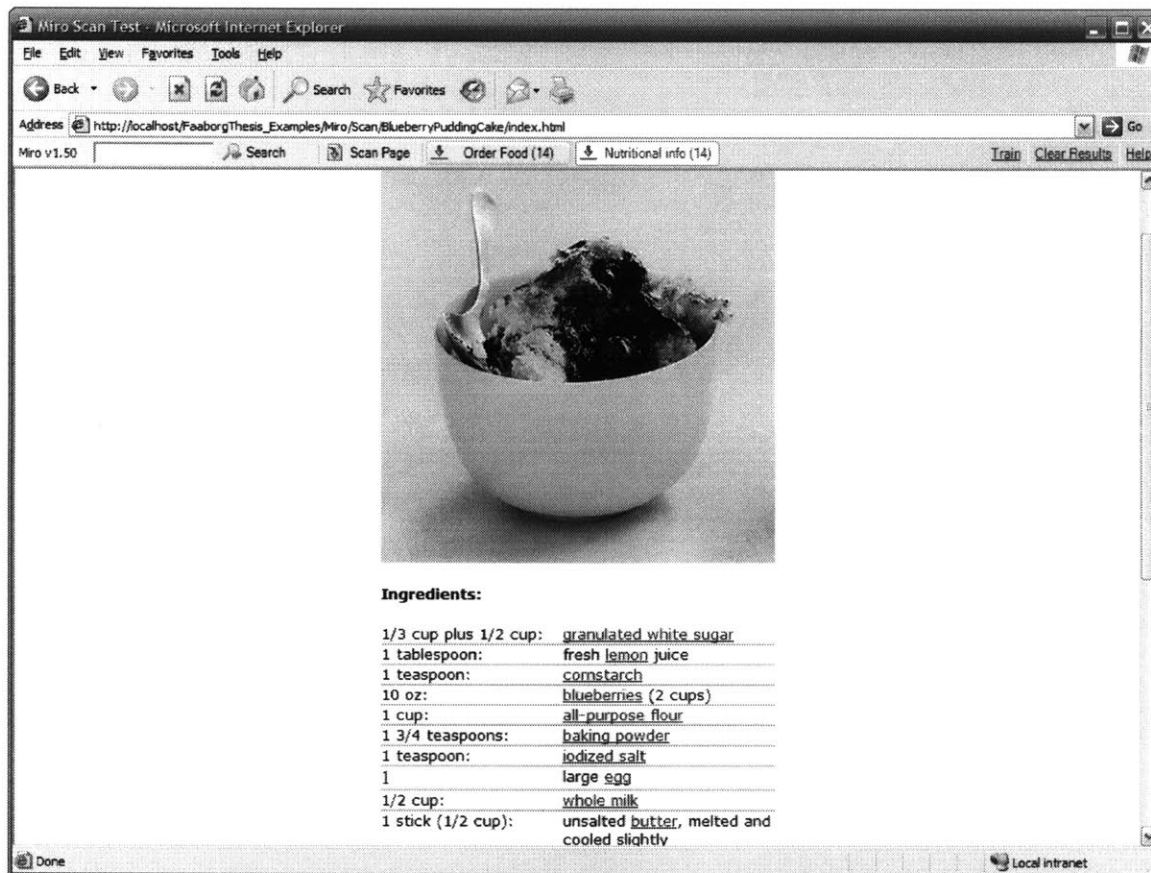 Miro Scan Test - Microsoft Internet Explorer
File Edit View Favorites Tools Help
Back Search Favorites
Address http://localhost/FaaborgThesis_Examples/Miro/Scan/BlueberryPuddingCake/index.html Go
Miro v1.50 Search Scan Page Order Food (14) Nutritional info (14) Train Clear Results Help
Ingredients:
1/3 cup plus 1/2 cup: granulated white sugar
1 tablespoon: fresh lemon juice
1 teaspoon: cornstarch
10 oz: blueberries (2 cups)
1 cup: all-purpose flour
1 3/4 teaspoons: baking powder
1 teaspoon: iodized salt
1 large egg
1/2 cup: whole milk
1 stick (1/2 cup): unsalted butter, melted and
cooled slightly
Done Local intranet